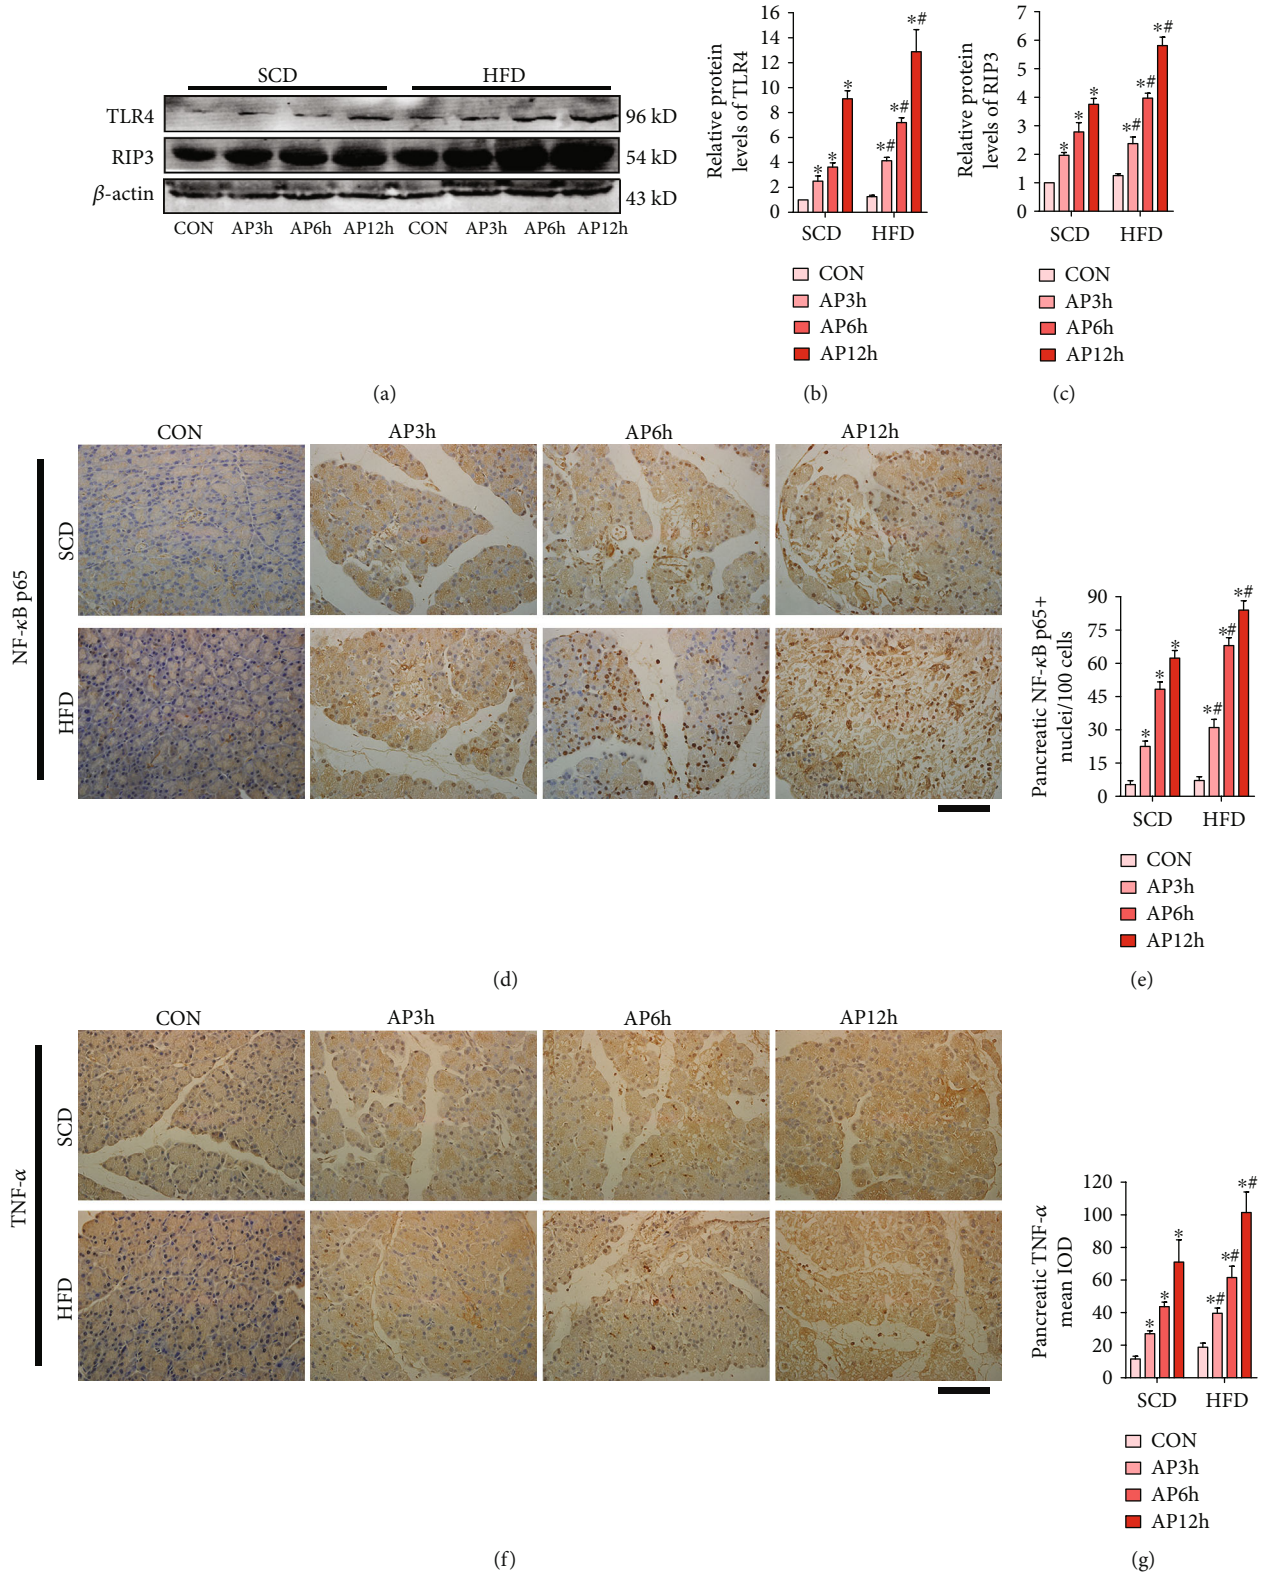 SCD HFD
TLR4 96 kD
RIP3 54 kD
β-actin 43 kD
CON AP3h AP6h AP12h CON AP3h AP6h AP12h
(a)
Relative protein
levels of TLR4
16
14
12
10
8
6
4
2
0
* * * *# *# *#
SCD HFD
CON
AP3h
AP6h
AP12h
(b)
Relative protein
levels of RIP3
7
6
5
4
3
2
1
0
* * * *# *# *#
SCD HFD
CON
AP3h
AP6h
AP12h
(c)
CON AP3h AP6h AP12h
NF-κB p65
SCD
HFD
(d)
Pancreatic NF-κB p65+
nuclei/100 cells
90
75
60
45
30
15
0
* * * *# *# *#
SCD HFD
CON
AP3h
AP6h
AP12h
(e)
CON AP3h AP6h AP12h
TNF-α
SCD
HFD
(f)
Pancreatic TNF-α
mean IOD
120
100
80
60
40
20
0
* * * *# *# *#
SCD HFD
CON
AP3h
AP6h
AP12h
(g)